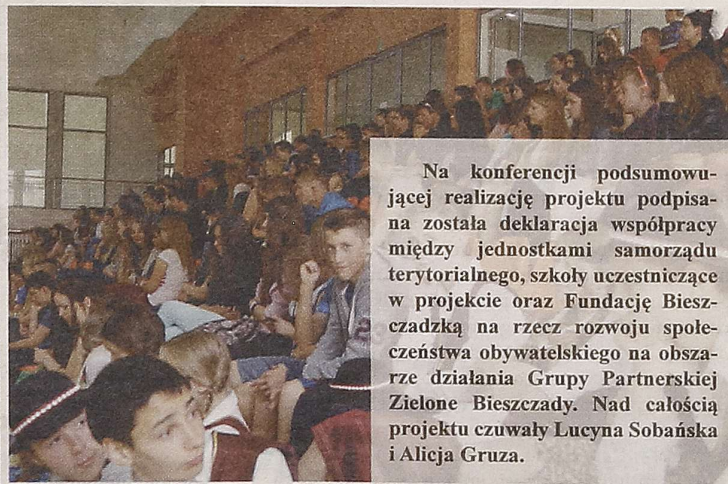 Na konferencji podsumowu-
jącej realizację projektu podpisa-
na została deklaracja współpracy
między jednostkami samorządu
terytorialnego, szkoły uczestniczące
w projekcie oraz Fundację Biesz-
czadzką na rzecz rozwoju społe-
czeństwa obywatelskiego na obsza-
rze działania Grupy Partnerskiej
Zielone Bieszczady. Nad całością
projektu czuwały Lucyna Sobańska
i Alicja Gruza.